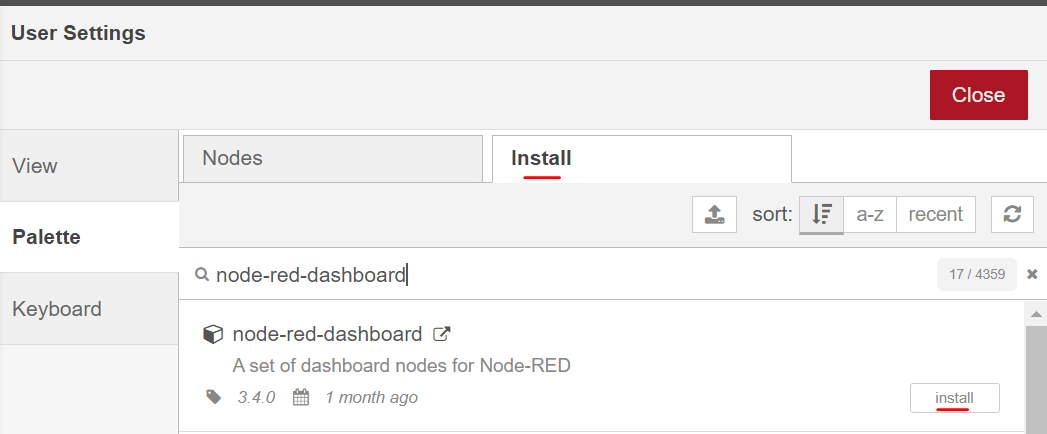 User Settings
Close
View
Nodes
Install
Palette
sort:
a-z
recent
node-red-dashboard
17 / 4359
Keyboard
node-red-dashboard
A set of dashboard nodes for Node-RED
3.4.0
1 month ago
install